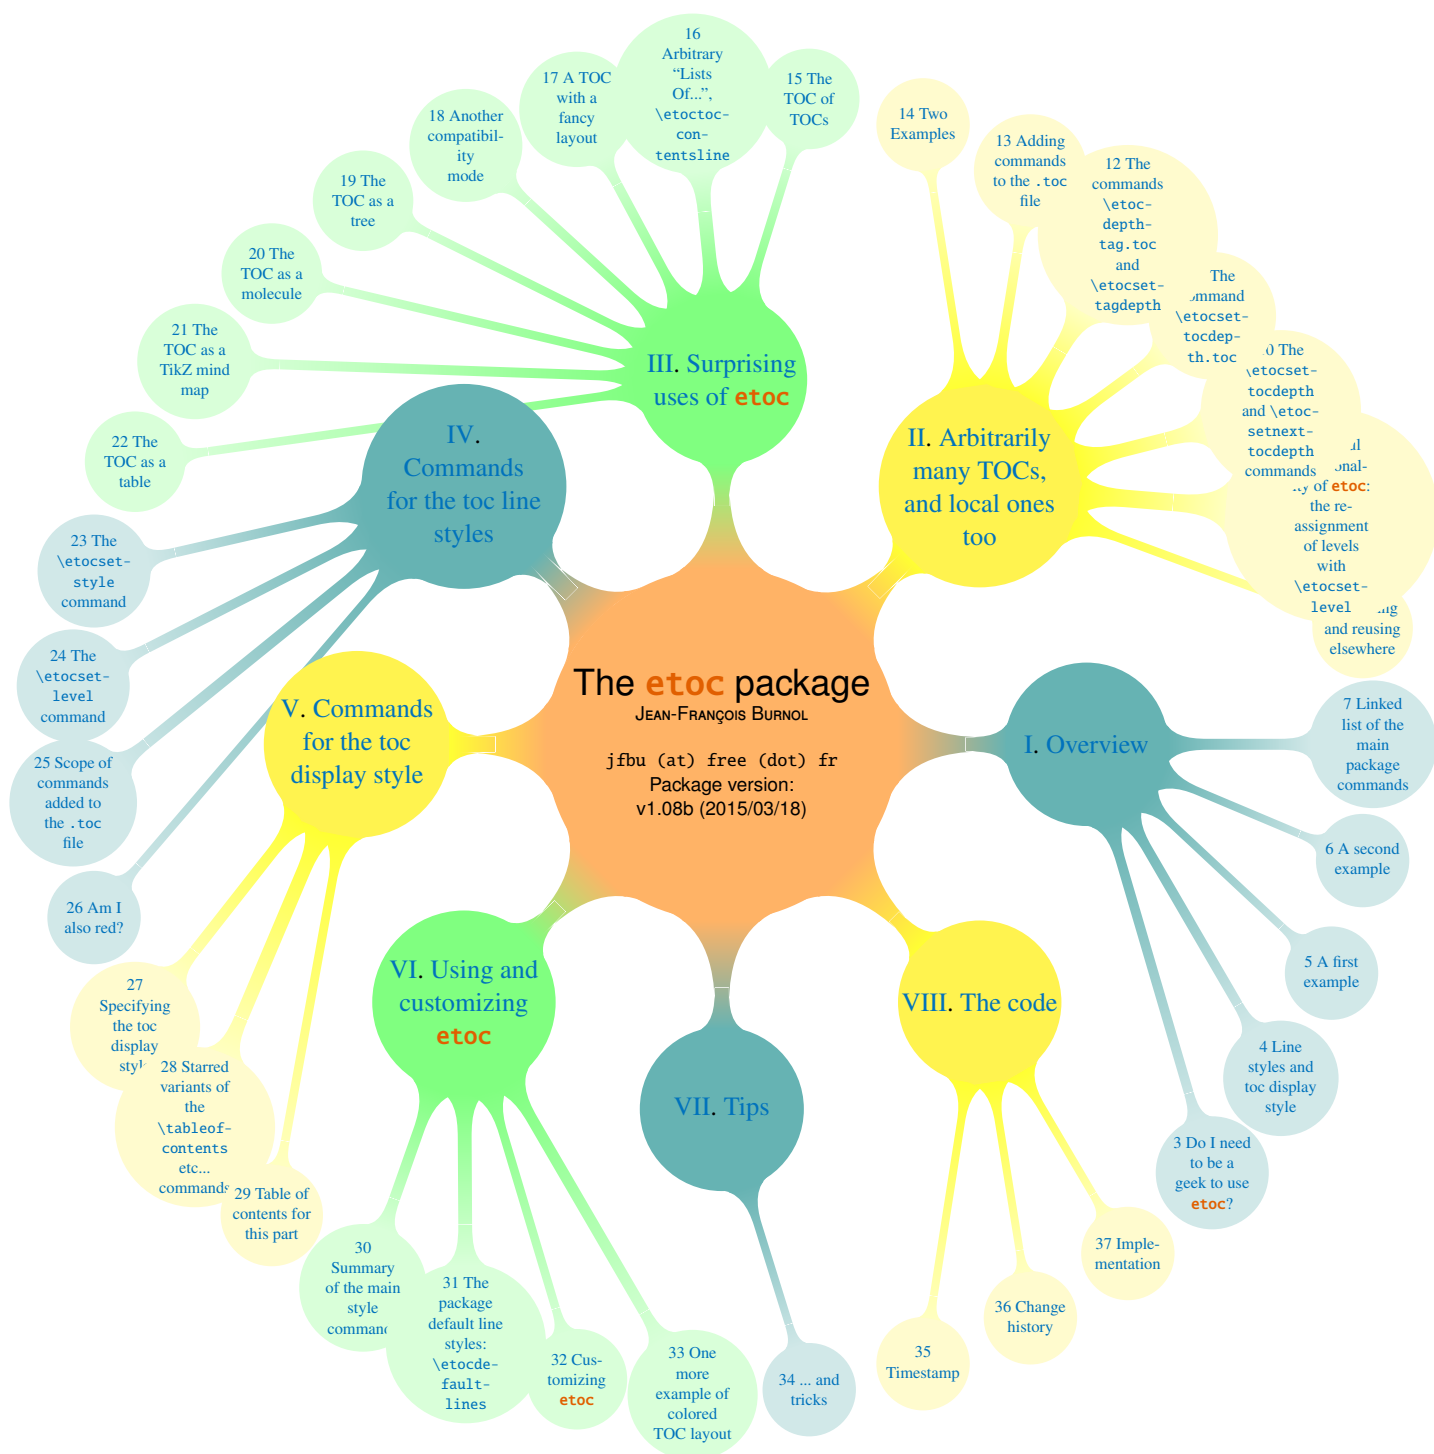 The etoc package
JEAN-FRANÇOIS BURNOL
jfbu (at) free (dot) fr
Package version:
v1.08b (2015/03/18)
I. Overview
3 Do I need
to be a
geek to use
etoc?
4 Line
styles and
toc display
style
5 A first
example
6 A second
example
7 Linked
list of the
main
package
commands
II. Arbitrarily
many TOCs,
and local ones
too
and reusing
elsewhere
of etoc:
the re-
assignment
of levels
with
\etocset-
level
The
\etocset-
tocdepth
and \etoc-
setnext-
tocdepth
commands
The
\etocset-
tocdep-
th.toc
12 The
commands
\etoc-
depth-
tag.toc
and
\etocset-
tagdepth
13 Adding
commands
to the .toc
file
14 Two
Examples
III. Surprising
uses of etoc
15 The
TOC of
TOCs
16
Arbitrary
“Lists
Of...”,
\etoctoc-
con-
tentsline
17 A TOC
with a
fancy
layout
18 Another
compatibil-
ity
mode
19 The
TOC as a
tree
20 The
TOC as a
molecule
21 The
TOC as a
TikZ mind
map
22 The
TOC as a
table
IV.
Commands
for the toc line
styles
23 The
\etocset-
style
command
24 The
\etocset-
level
command
25 Scope of
commands
added to
the .toc
file
26 Am I
also red?
V. Commands
for the toc
display style
27
Specifying
the toc
display
28 Starred
variants of
the
\tableof-
contents
etc...
commands
29 Table of
contents for
this part
VI. Using and
customizing
etoc
30
Summary
of the main
style
31 The
package
default line
styles:
\etocde-
fault-
lines
32 Cus-
tomizing
etoc
33 One
more
example of
colored
TOC layout
VII. Tips
34 ... and
tricks
VIII. The code
35
Timestamp
36 Change
history
37 Imple-
mentation